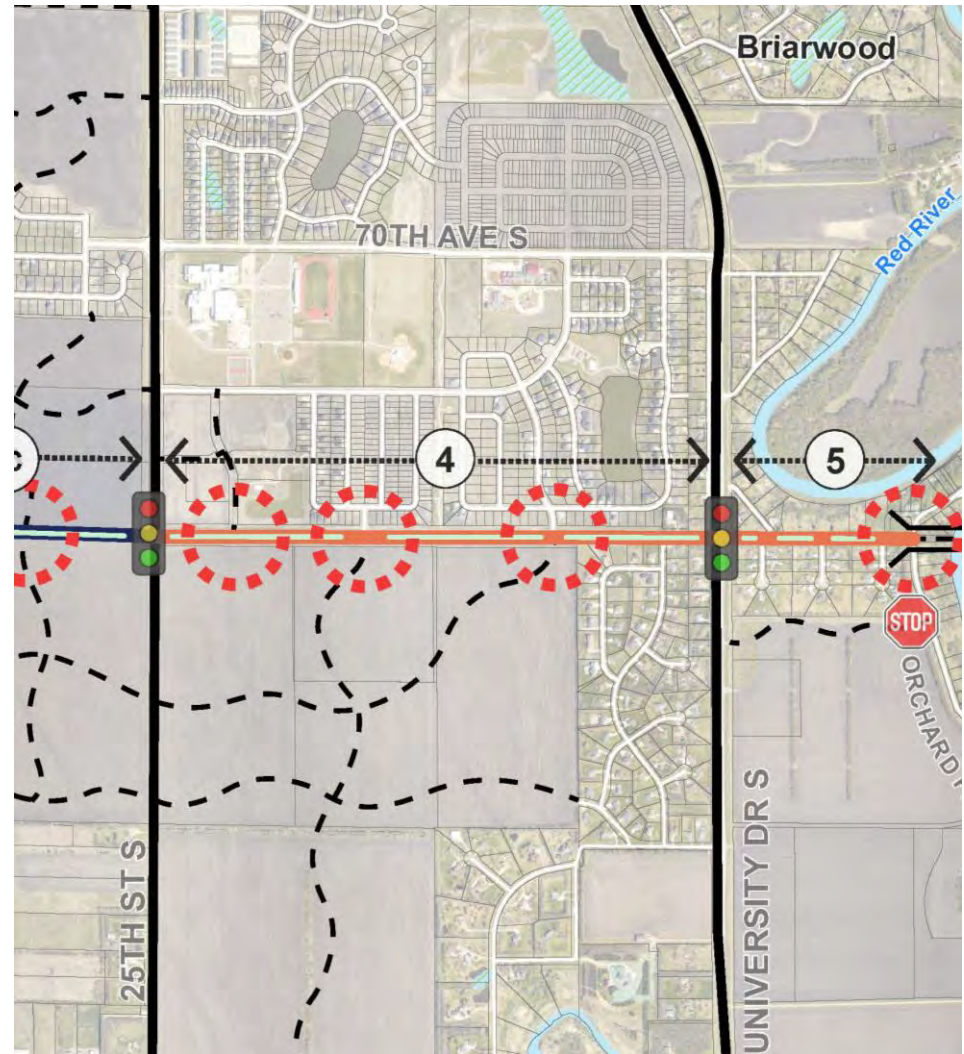 Briarwood
Red River
70TH AVE S
4
5
STOP
ORCHARD
25TH ST S
UNIVERSITY DR S